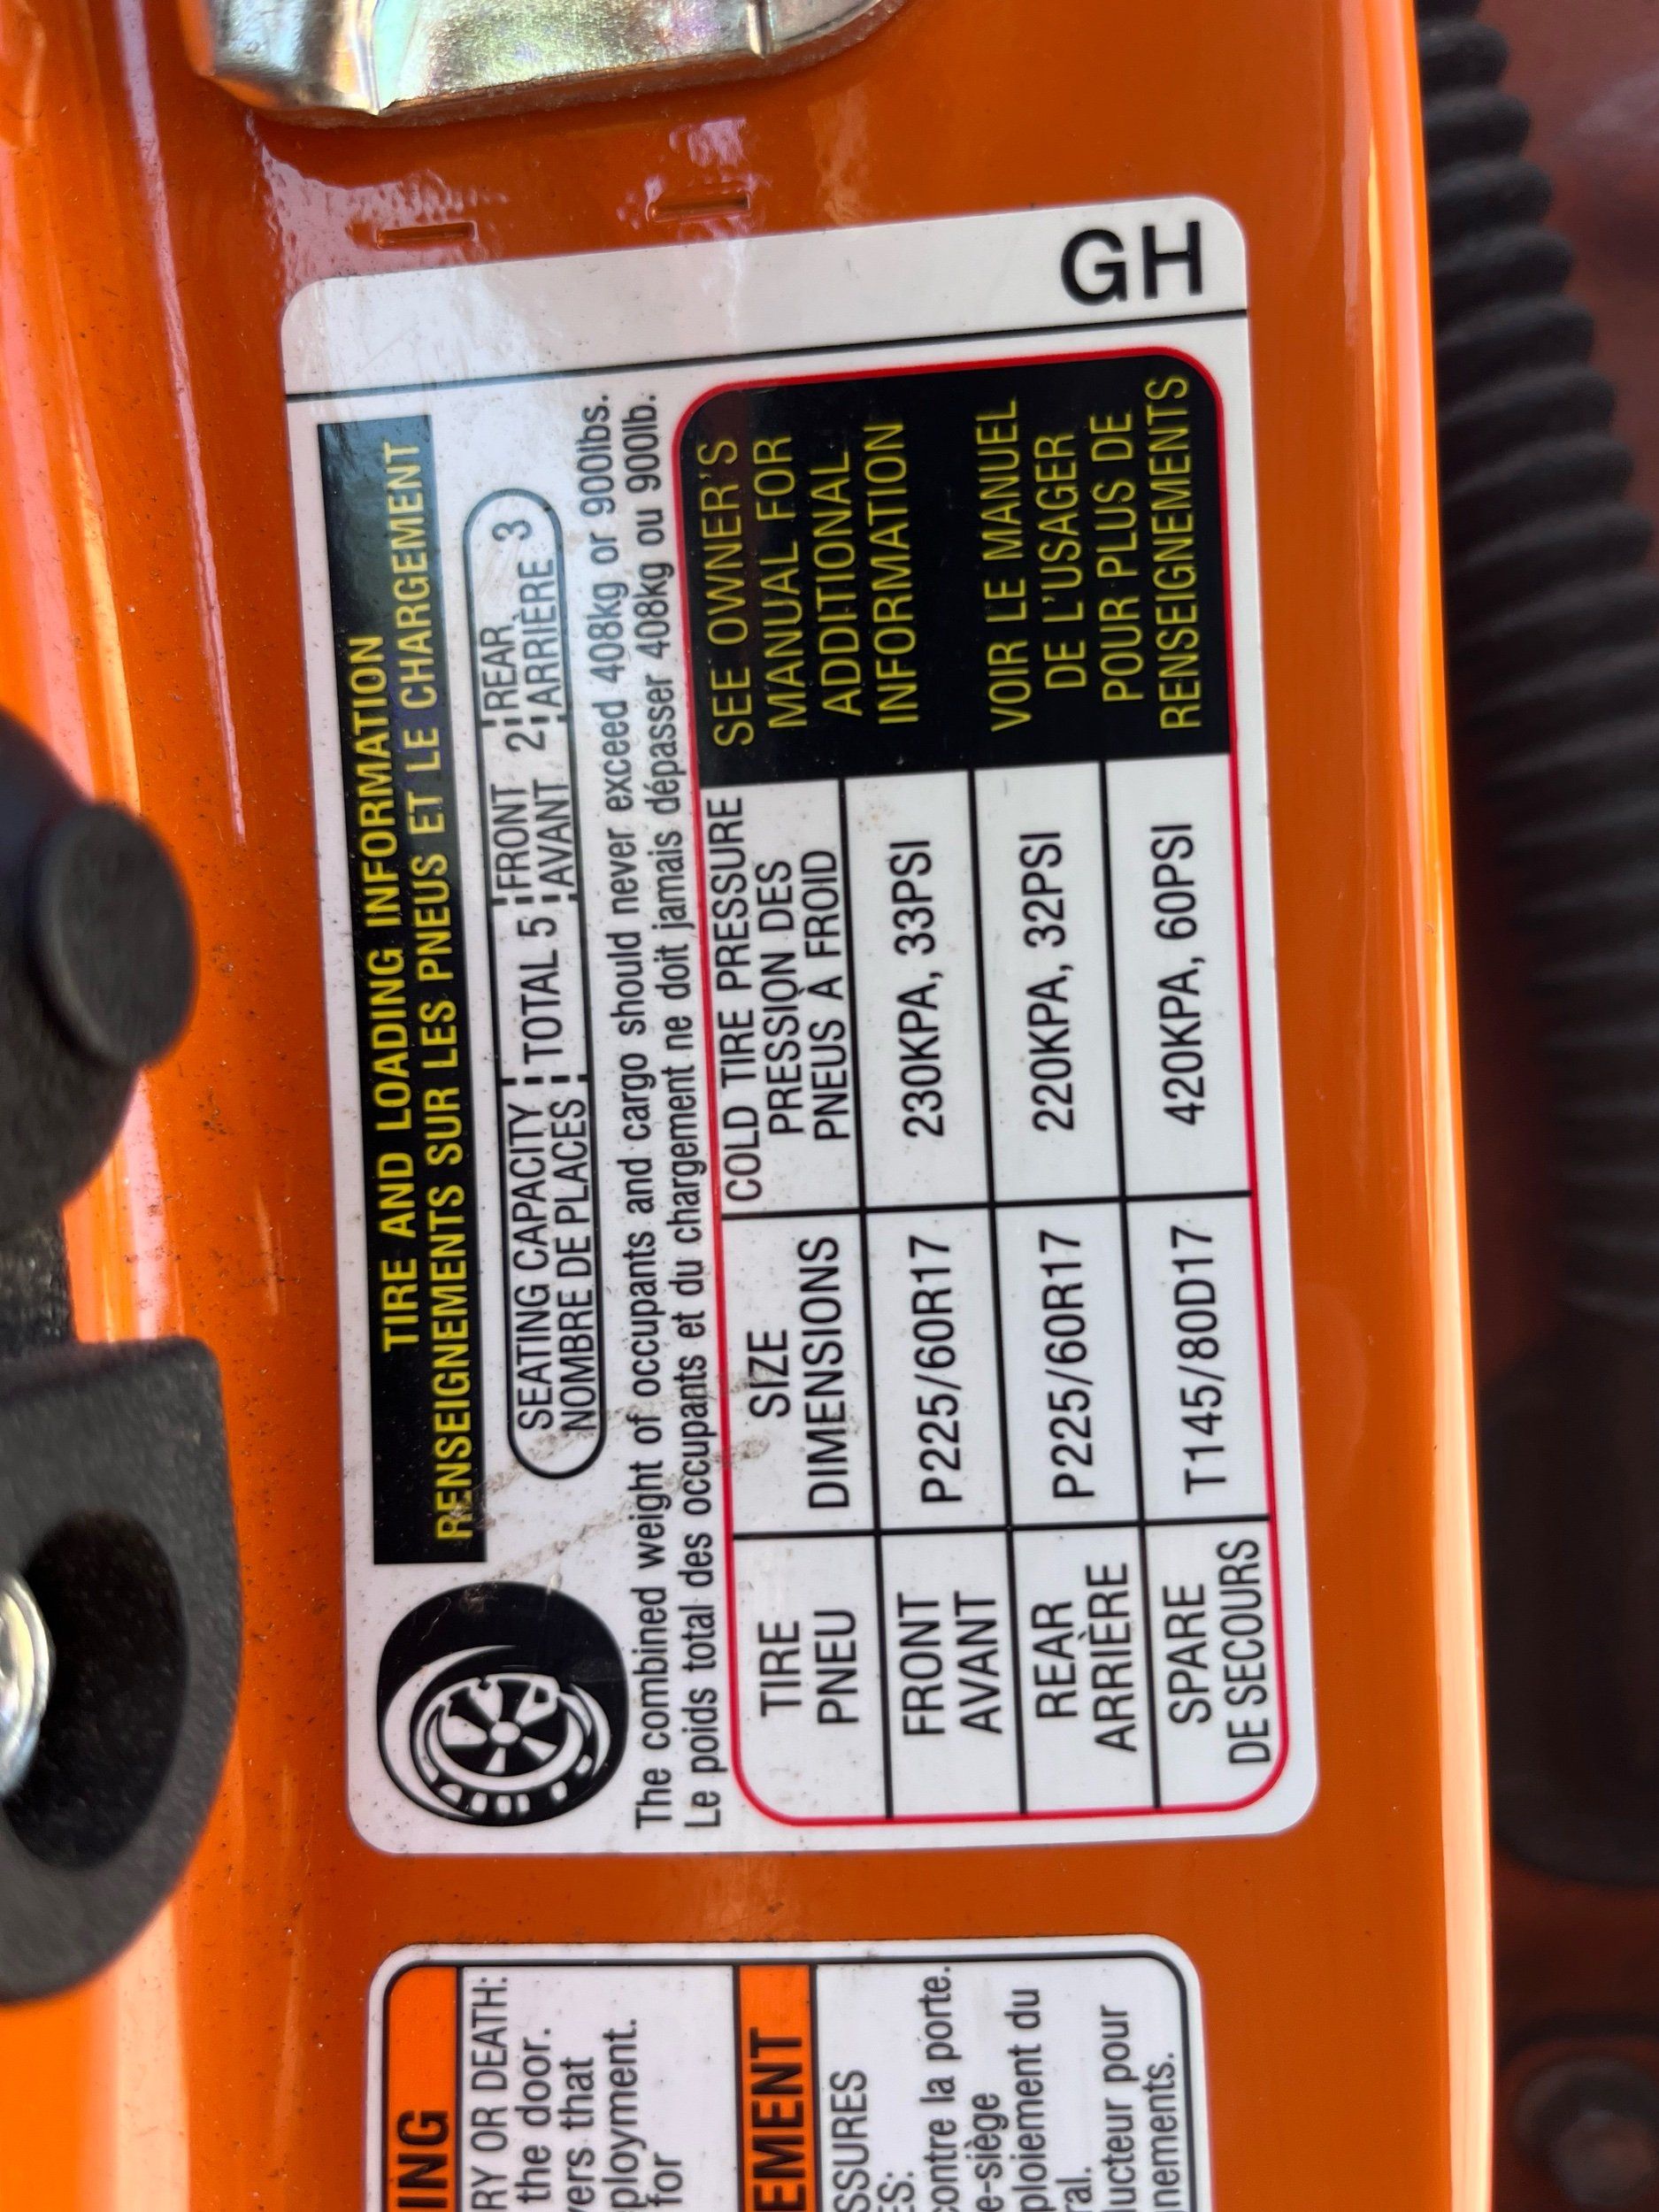 TIRE AND LOADING INFORMATION
RENSEIGNEMENTS SUR LES PNEUS ET LE CHARGEMENT
SEATING CAPACITY TOTAL 5 FRONT 2 REAR 3
NOMBRE DE PLACES AVANT ARRIÈRE
The combined weight of occupants and cargo should never exceed 408kg or 900lbs.
Le poids total des occupants et du chargement ne doit jamais dépasser 408kg ou 900lb.
TIRE
PNEU
SIZE
DIMENSIONS
COLD TIRE PRESSURE
PRESSION DES
PNEUS À FROID
FRONT
AVANT
P225/60R17
230KPA, 33PSI
REAR
ARRIÈRE
P225/60R17
220KPA, 32PSI
SPARE
DE SECOURS
T145/80D17
420KPA, 60PSI
SEE OWNER'S
MANUAL FOR
ADDITIONAL
INFORMATION
VOIR LE MANUEL
DE L'USAGER
POUR PLUS DE
RENSEIGNEMENTS
GH
ING
RY OR DEATH:
the door.
ers that
ployment.
for
EMENT
SSURES
ES:
contre la porte.
e-siège
ploiement du
ral.
ucteur pour
nements.